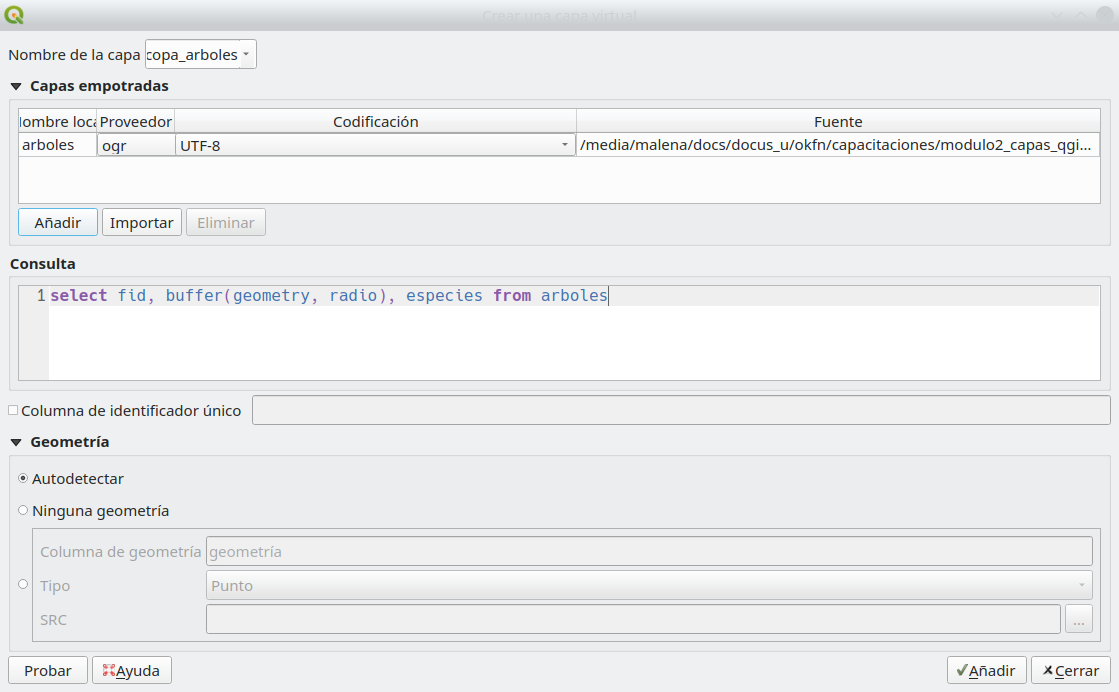 Crear una capa virtual
Nombre de la capa copa_arboles
Capas empotradas
Proveedor Codificación Fuente
arboles ogr UTF-8 /media/malena/docs/docus_u/okfn/capacitaciones/modulo2_capas_qgi...
Añadir Importar Eliminar
Consulta
1 select fid, buffer(geometry, radio), especies from arboles
Columna de identificador único
Geometría
Autodetectar
Ninguna geometría
Columna de geometría geometría
Tipo Punto
SRC ...
Probar Ayuda Añadir Cerrar